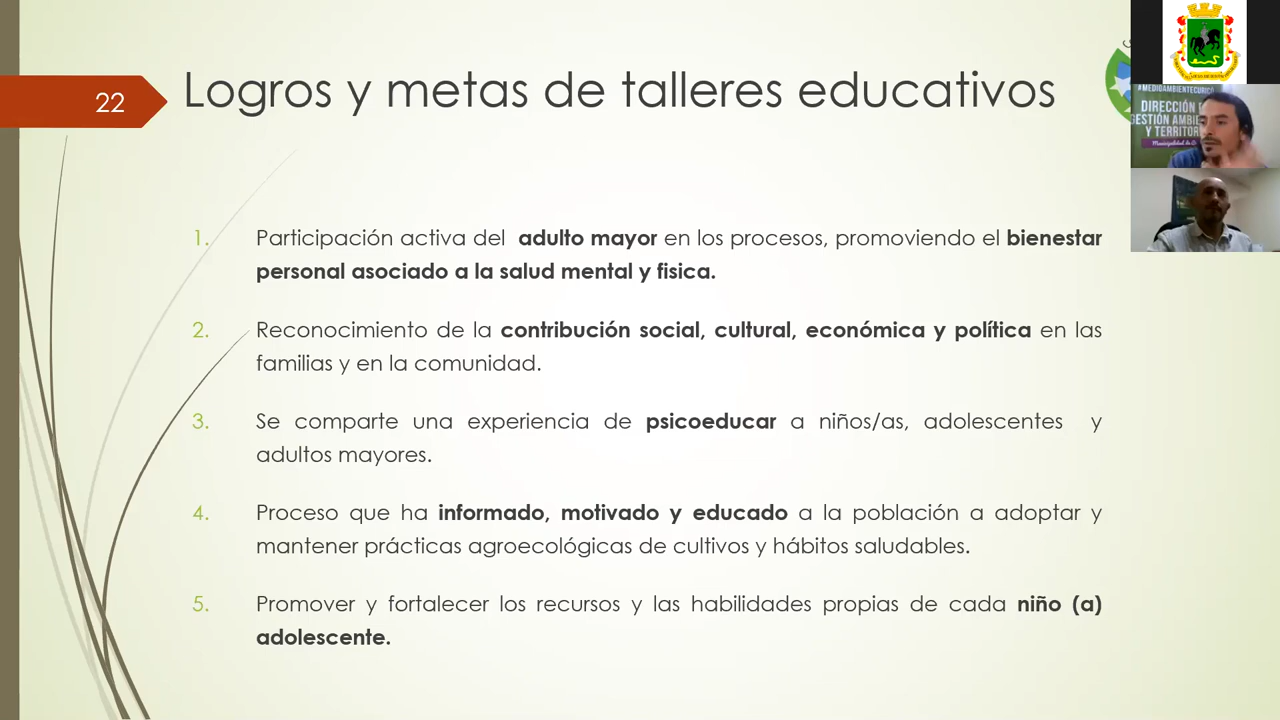 22
Logros y metas de talleres educativos
#MEDIOAMBIENTECURICÓ
DIRECCIÓN
GESTIÓN AMBIE
Y TERRITOR
Municipalidad de
1. Participación activa del adulto mayor en los procesos, promoviendo el bienestar
personal asociado a la salud mental y fisica.
2. Reconocimiento de la contribución social, cultural, económica y política en las
familias y en la comunidad.
3. Se comparte una experiencia de psicoeducar a niños/as, adolescentes y
adultos mayores.
4. Proceso que ha informado, motivado y educado a la población a adoptar y
mantener prácticas agroecológicas de cultivos y hábitos saludables.
5. Promover y fortalecer los recursos y las habilidades propias de cada niño (a)
adolescente.